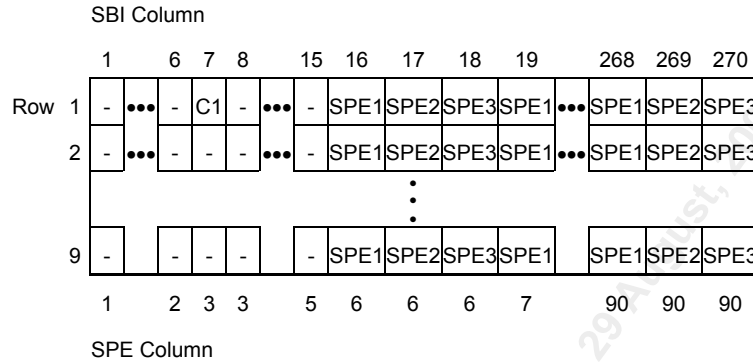 SBI Column
1 6 7 8 15 16 17 18 19 268 269 270
Row 1 - ••• - C1 - ••• - SPE1 SPE2 SPE3 SPE1 ••• SPE1 SPE2 SPE3
2 - ••• - - - ••• - SPE1 SPE2 SPE3 SPE1 ••• SPE1 SPE2 SPE3
9 - - - - - SPE1 SPE2 SPE3 SPE1 SPE1 SPE2 SPE3
1 2 3 3 5 6 6 6 7 90 90 90
SPE Column
29 August,